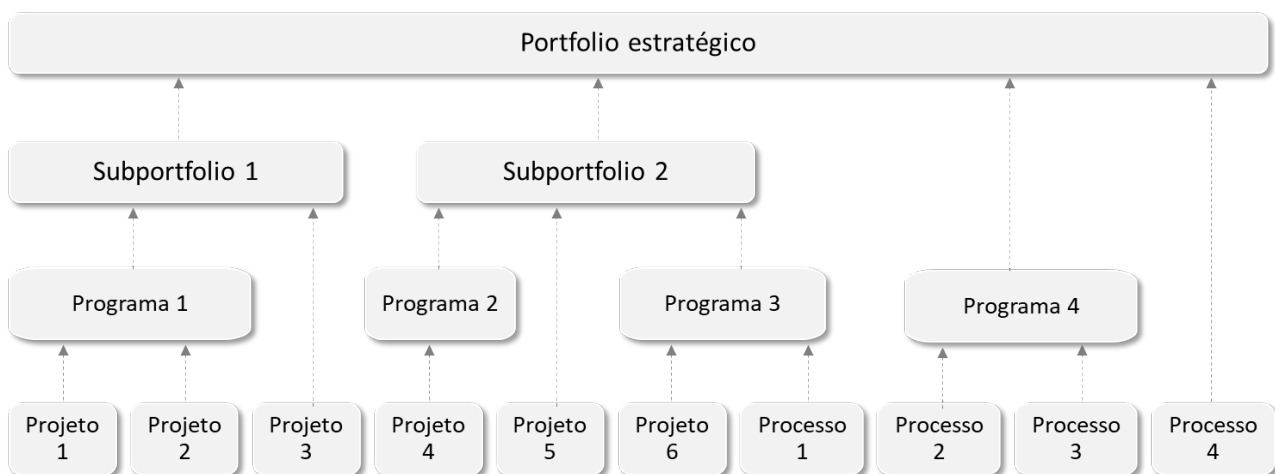 Portfolio estratégico
Subportfolio 1
Subportfolio 2
Programa 1
Programa 2
Programa 3
Programa 4
Projeto
1
Projeto
2
Projeto
3
Projeto
4
Projeto
5
Projeto
6
Processo
1
Processo
2
Processo
3
Processo
4